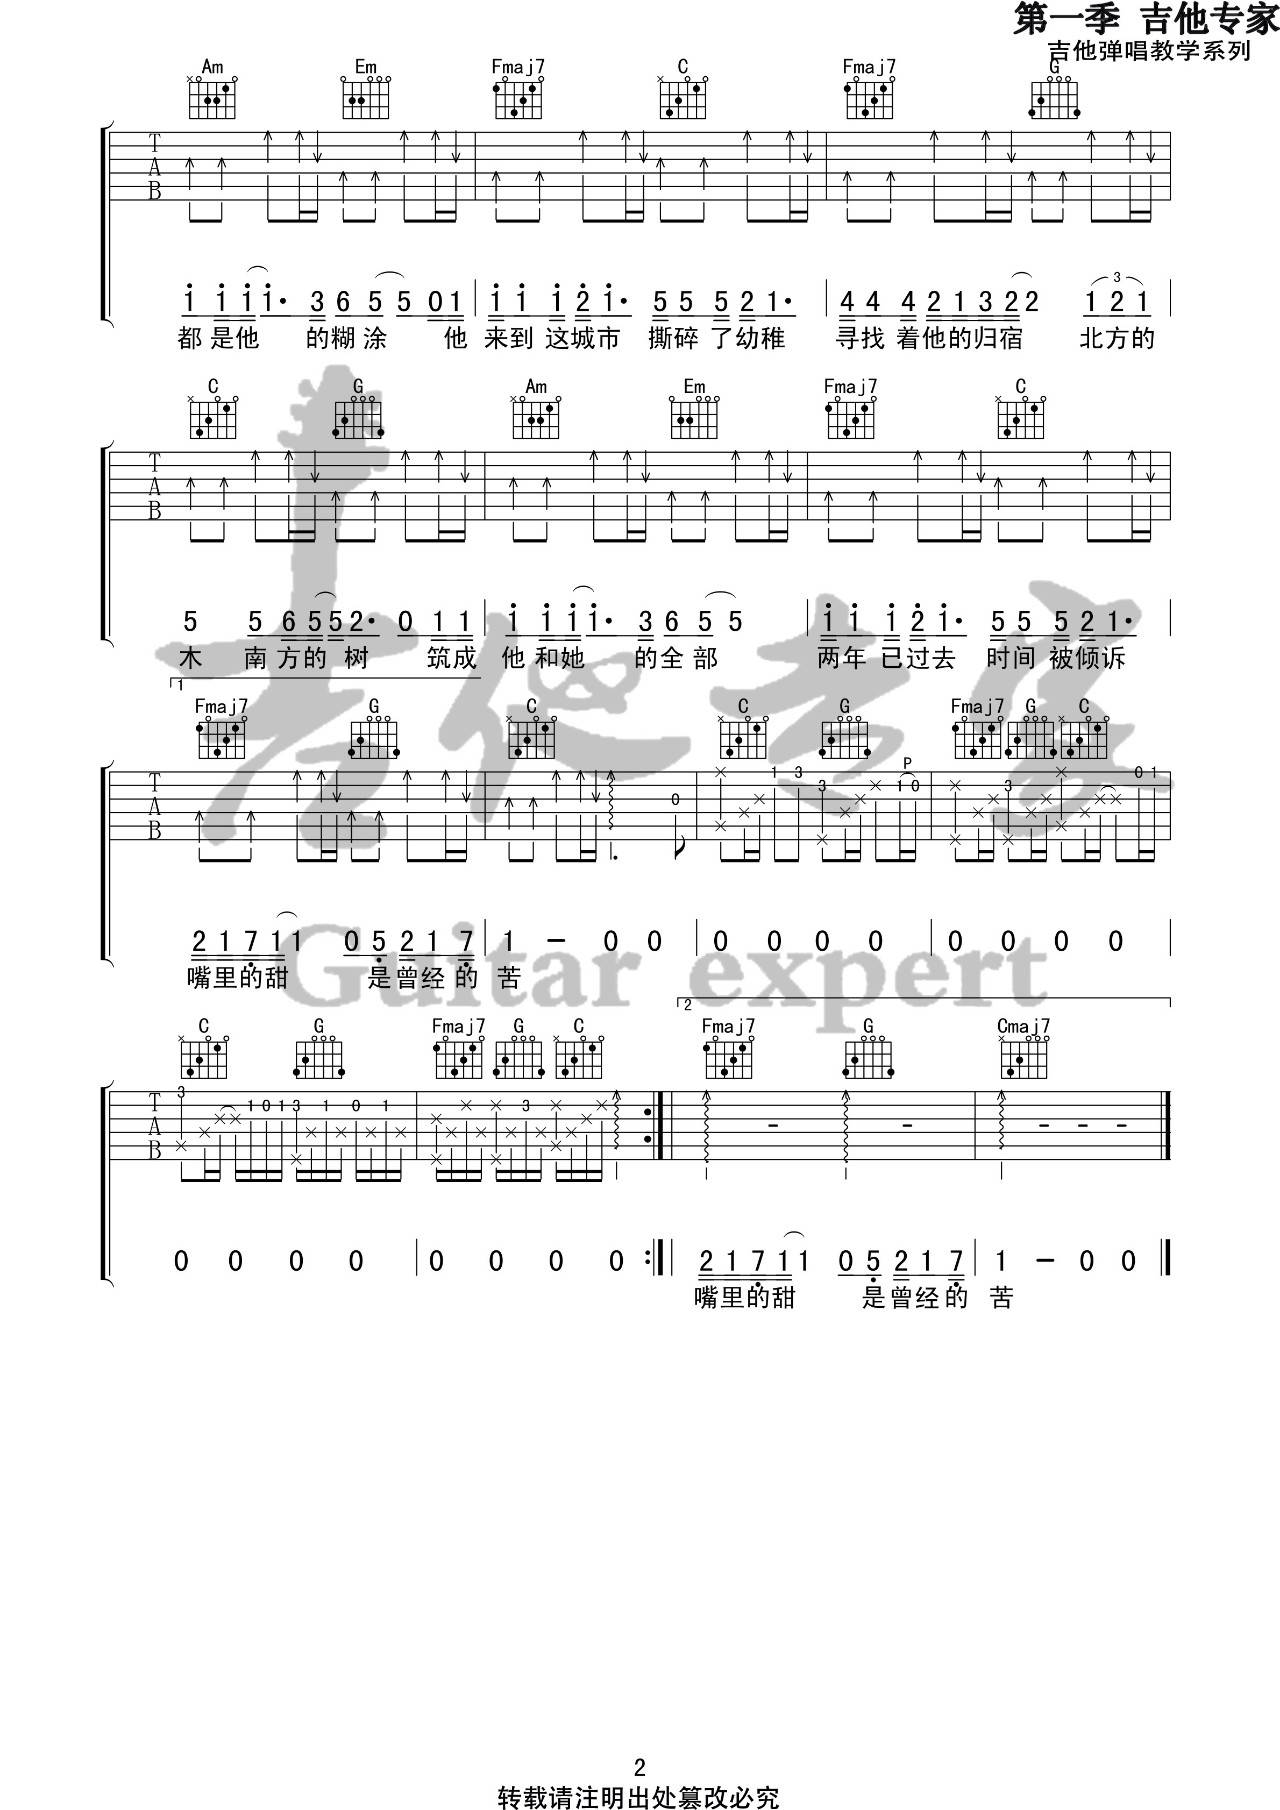 第一季 吉他专家
吉他弹唱教学系列
Am Em Fmaj7 C Fmaj7 G
T
A
B
1 1 1 1· 3 6 5 5 0 1 | 1 1 1 2 1· 5 5 5 2 1· | 4 4 4 2 1 3 2 2 1 2 1 |
3
都是他 的糊涂 他 来到 这城市 撕碎 了幼稚 寻找 着他的归宿 北方的
C G Am Em Fmaj7 C
T
A
B
5 5 6 5 5 2· 0 1 1 | 1 1 1 1· 3 6 5 5 | 1 1 1 2 1· 5 5 5 2 1· |
木 南方的 树 筑成 他 和她 的全部 两年 已过去 时间 被倾诉
1
Fmaj7 G C C G Fmaj7 G C
T
A
B
0 1 3 3 P 1 0 3 0 1
2 1 7 1 1 0 5 2 1 7 | 1 – 0 0 | 0 0 0 0 | 0 0 0 0 |
嘴里的甜 是曾经的 苦
吉他专家
Guitar expert
2
C G Fmaj7 G C Fmaj7 G Cmaj7
T
A
B
3 1 0 1 3 1 0 1 3 - - - - -
0 0 0 0 | 0 0 0 0 :| 2 1 7 1 1 0 5 2 1 7 | 1 – 0 0 |
嘴里的甜 是曾经的 苦
2
转载请注明出处篡改必究